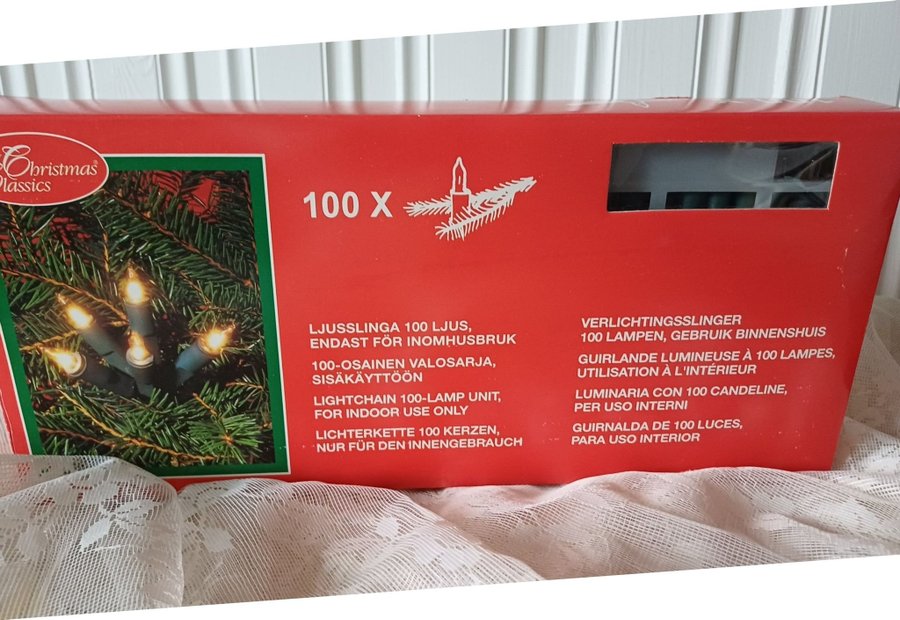 Christmas®
Classics
100 X
LJUSSLINGA 100 LJUS,
ENDAST FÖR INOMHUSBRUK
100-OSAINEN VALOSARJA,
SISÄKÄYTTÖÖN
LIGHTCHAIN 100-LAMP UNIT,
FOR INDOOR USE ONLY
LICHTERKETTE 100 KERZEN,
NUR FÜR DEN INNENGEBRAUCH
VERLICHTINGSSLINGER
100 LAMPEN, GEBRUIK BINNENSHUIS
GUIRLANDE LUMINEUSE À 100 LAMPES,
UTILISATION À L'INTÉRIEUR
LUMINARIA CON 100 CANDELINE,
PER USO INTERNI
GUIRNALDA DE 100 LUCES,
PARA USO INTERIOR